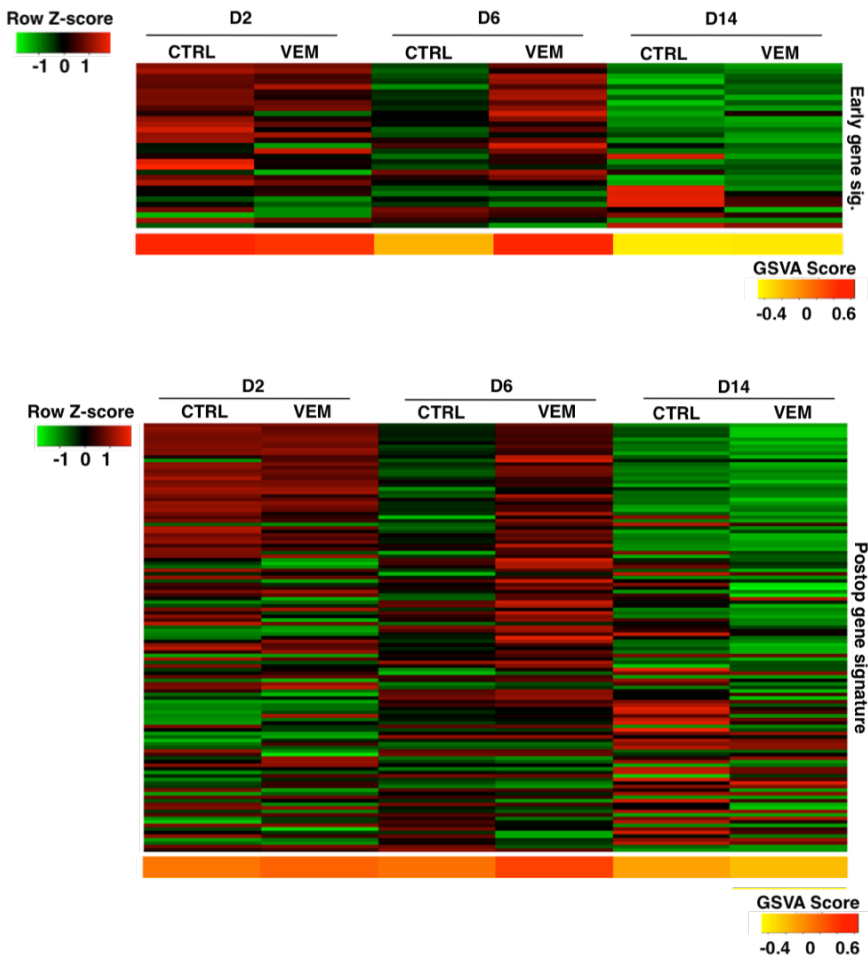 Row Z-score
-1 0 1
D2 D6 D14
CTRL VEM CTRL VEM CTRL VEM
Early gene sig.
GSVA Score
-0.4 0 0.6
D2 D6 D14
Row Z-score
CTRL VEM CTRL VEM CTRL VEM
-1 0 1
Postop gene signature
GSVA Score
-0.4 0 0.6